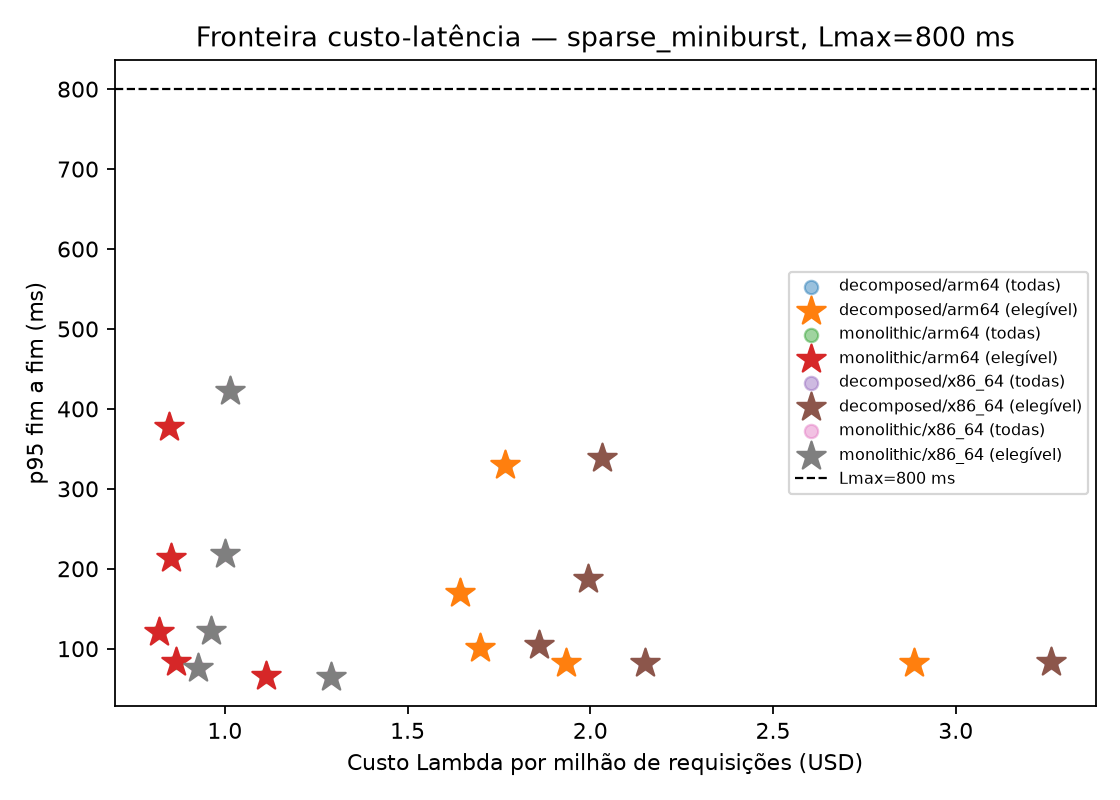 Fronteira custo-latência — sparse_miniburst, Lmax=800 ms
800
700
600
500
400
300
200
100
p95 fim a fim (ms)
decomposed/arm64 (todas)
decomposed/arm64 (elegível)
monolithic/arm64 (todas)
monolithic/arm64 (elegível)
decomposed/x86_64 (todas)
decomposed/x86_64 (elegível)
monolithic/x86_64 (todas)
monolithic/x86_64 (elegível)
Lmax=800 ms
1.0 1.5 2.0 2.5 3.0
Custo Lambda por milhão de requisições (USD)